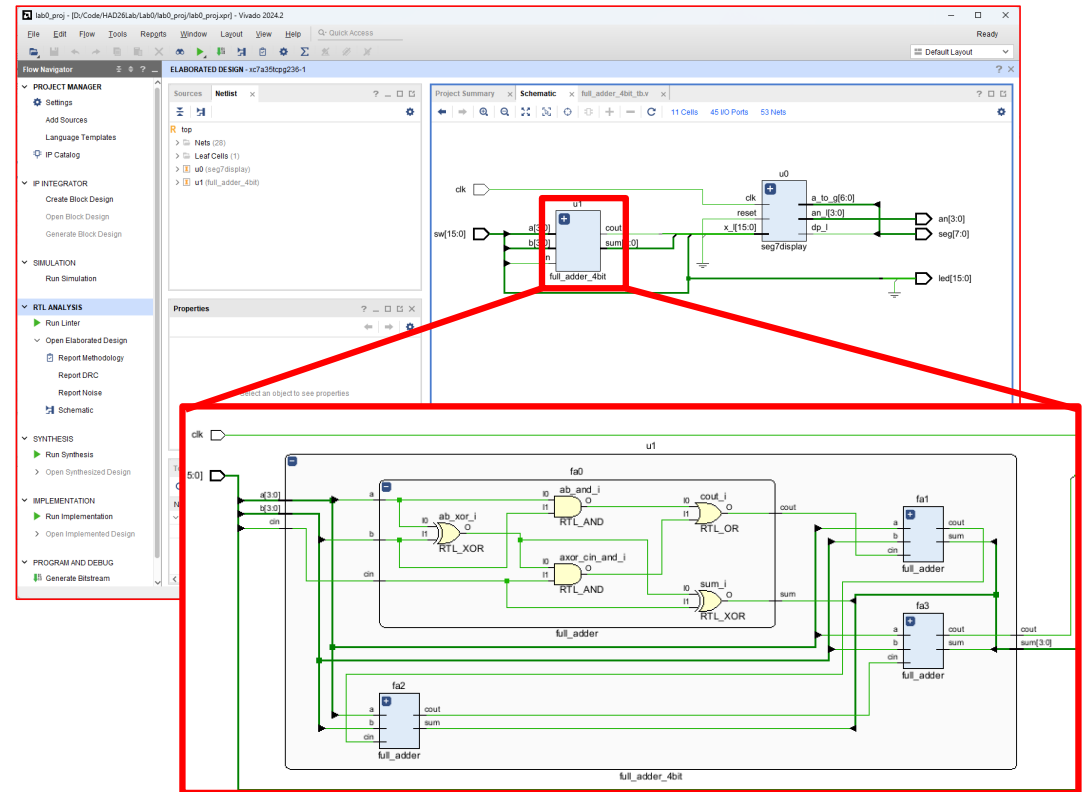 lab0_proj - [D:/Code/HAD26Lab/Lab0/lab0_proj/lab0_proj.xpr] - Vivado 2024.2
File Edit Flow Tools Reports Window Layout View Help Q- Quick Access
Ready
Default Layout
Flow Navigator
ELABORATED DESIGN - xc7a35tcpg236-1
PROJECT MANAGER
Settings
Add Sources
Language Templates
IP Catalog
IP INTEGRATOR
Create Block Design
Open Block Design
Generate Block Design
SIMULATION
Run Simulation
RTL ANALYSIS
Run Linter
Open Elaborated Design
Report Methodology
Report DRC
Report Noise
Schematic
SYNTHESIS
Run Synthesis
Open Synthesized Design
IMPLEMENTATION
Run Implementation
Open Implemented Design
PROGRAM AND DEBUG
Generate Bitstream
Sources Netlist
R top
Nets (28)
Leaf Cells (1)
u0 (seg7display)
u1 (full_adder_4bit)
Properties
Select an object to see properties
Project Summary Schematic full_adder_4bit_tb.v
11 Cells 45 I/O Ports 53 Nets
u0
clk
clk a_to_g[6:0]
reset an_l[3:0]
x_l[15:0] dp_l
seg7display
an[3:0]
seg[7:0]
led[15:0]
u1
sw[15:0]
a[3:0] cout
b[3:0] sum[3:0]
full_adder_4bit
clk
5:0]
u1
a[3:0]
b[3:0]
cin
fa0
a
b
cin
ab_xor_i
I0
I1
O
RTL_XOR
ab_and_i
I0
I1
O
RTL_AND
axor_cin_and_i
I0
I1
O
RTL_AND
cout_i
I0
I1
O
RTL_OR
sum_i
I0
I1
O
RTL_XOR
cout
sum
full_adder
fa1
a cout
b sum
cin
full_adder
fa3
a cout
b sum
cin
full_adder
cout
sum[3:0]
fa2
a cout
b sum
cin
full_adder
full_adder_4bit